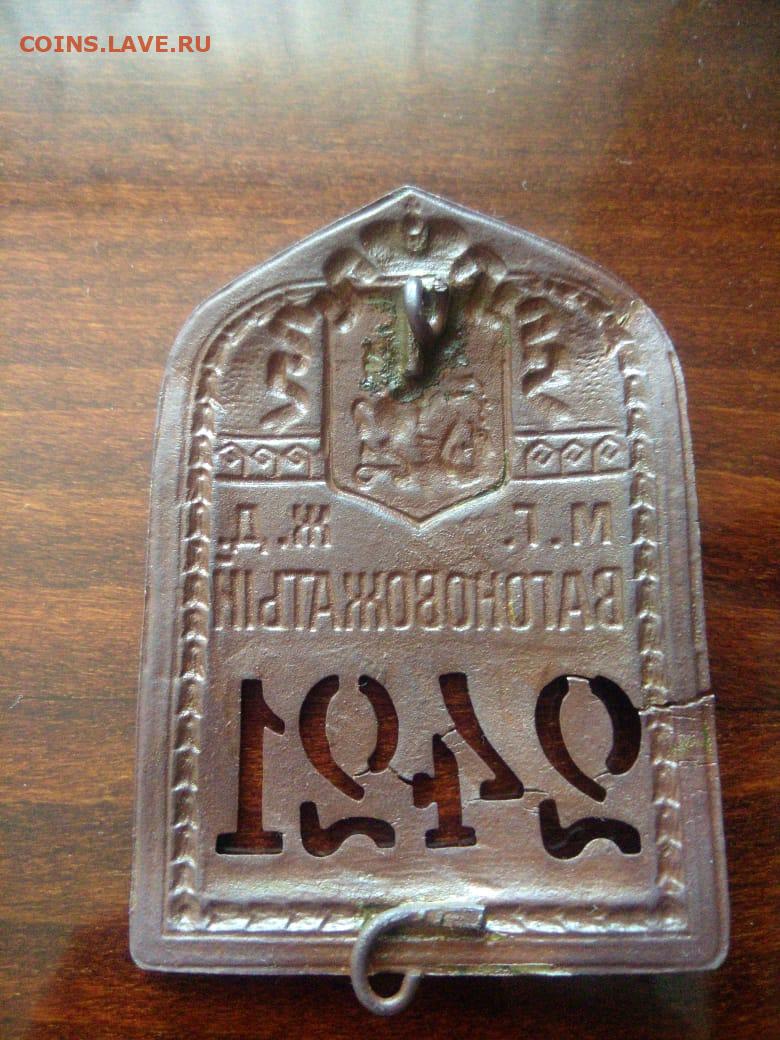 COINS.LAVE.RU
М. Г. Ж. Д.
ВАГОНОВОЖАТЫЙ
2421